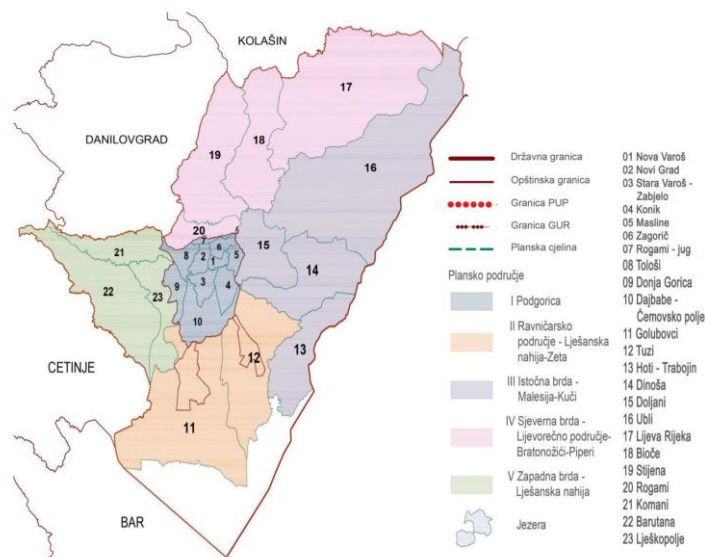 KOLAŠIN
DANILOVGRAD
CETINJE
BAR
17
18
19
16
20
7
6
5
8
2
1
3
4
9
10
15
14
21
22
23
12
13
11
Državna granica
Opštinska granica
Granica PUP
Granica GUR
Planska cjelina
Plansko područje
I Podgorica
II Ravničarsko
područje - Lješanska
nahija-Zeta
III Istočna brda -
Malesija-Kuči
IV Sjeverna brda -
Lijevorečno područje-
Bratonožići-Piperi
V Zapadna brda -
Lješanska nahija
Jezera
01 Nova Varoš
02 Novi Grad
03 Stara Varoš -
Zabjelo
04 Konik
05 Masline
06 Zagorič
07 Rogami - jug
08 Tološi
09 Donja Gorica
10 Dajbabe -
Ćemovsko polje
11 Golubovci
12 Tuzi
13 Hoti - Trabojin
14 Dinoša
15 Doljani
16 Ubli
17 Lijeva Rijeka
18 Bioče
19 Stijena
20 Rogami
21 Komani
22 Barutana
23 Lješkopolje